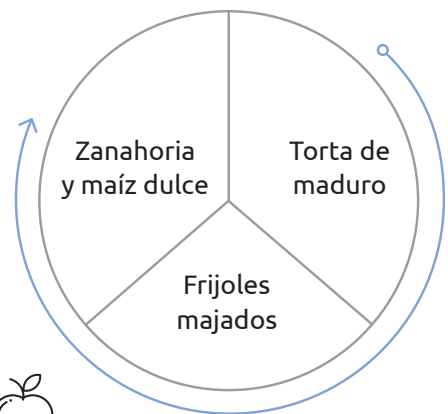 Zanahoria
y maíz dulce
Torta de
maduro
Frijoles
majados